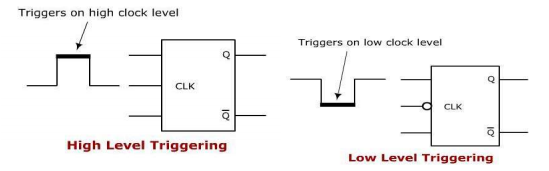 Triggers on high clock level
Q
CLK
Q̅
High Level Triggering
Triggers on low clock level
Q
CLK
Q̅
Low Level Triggering